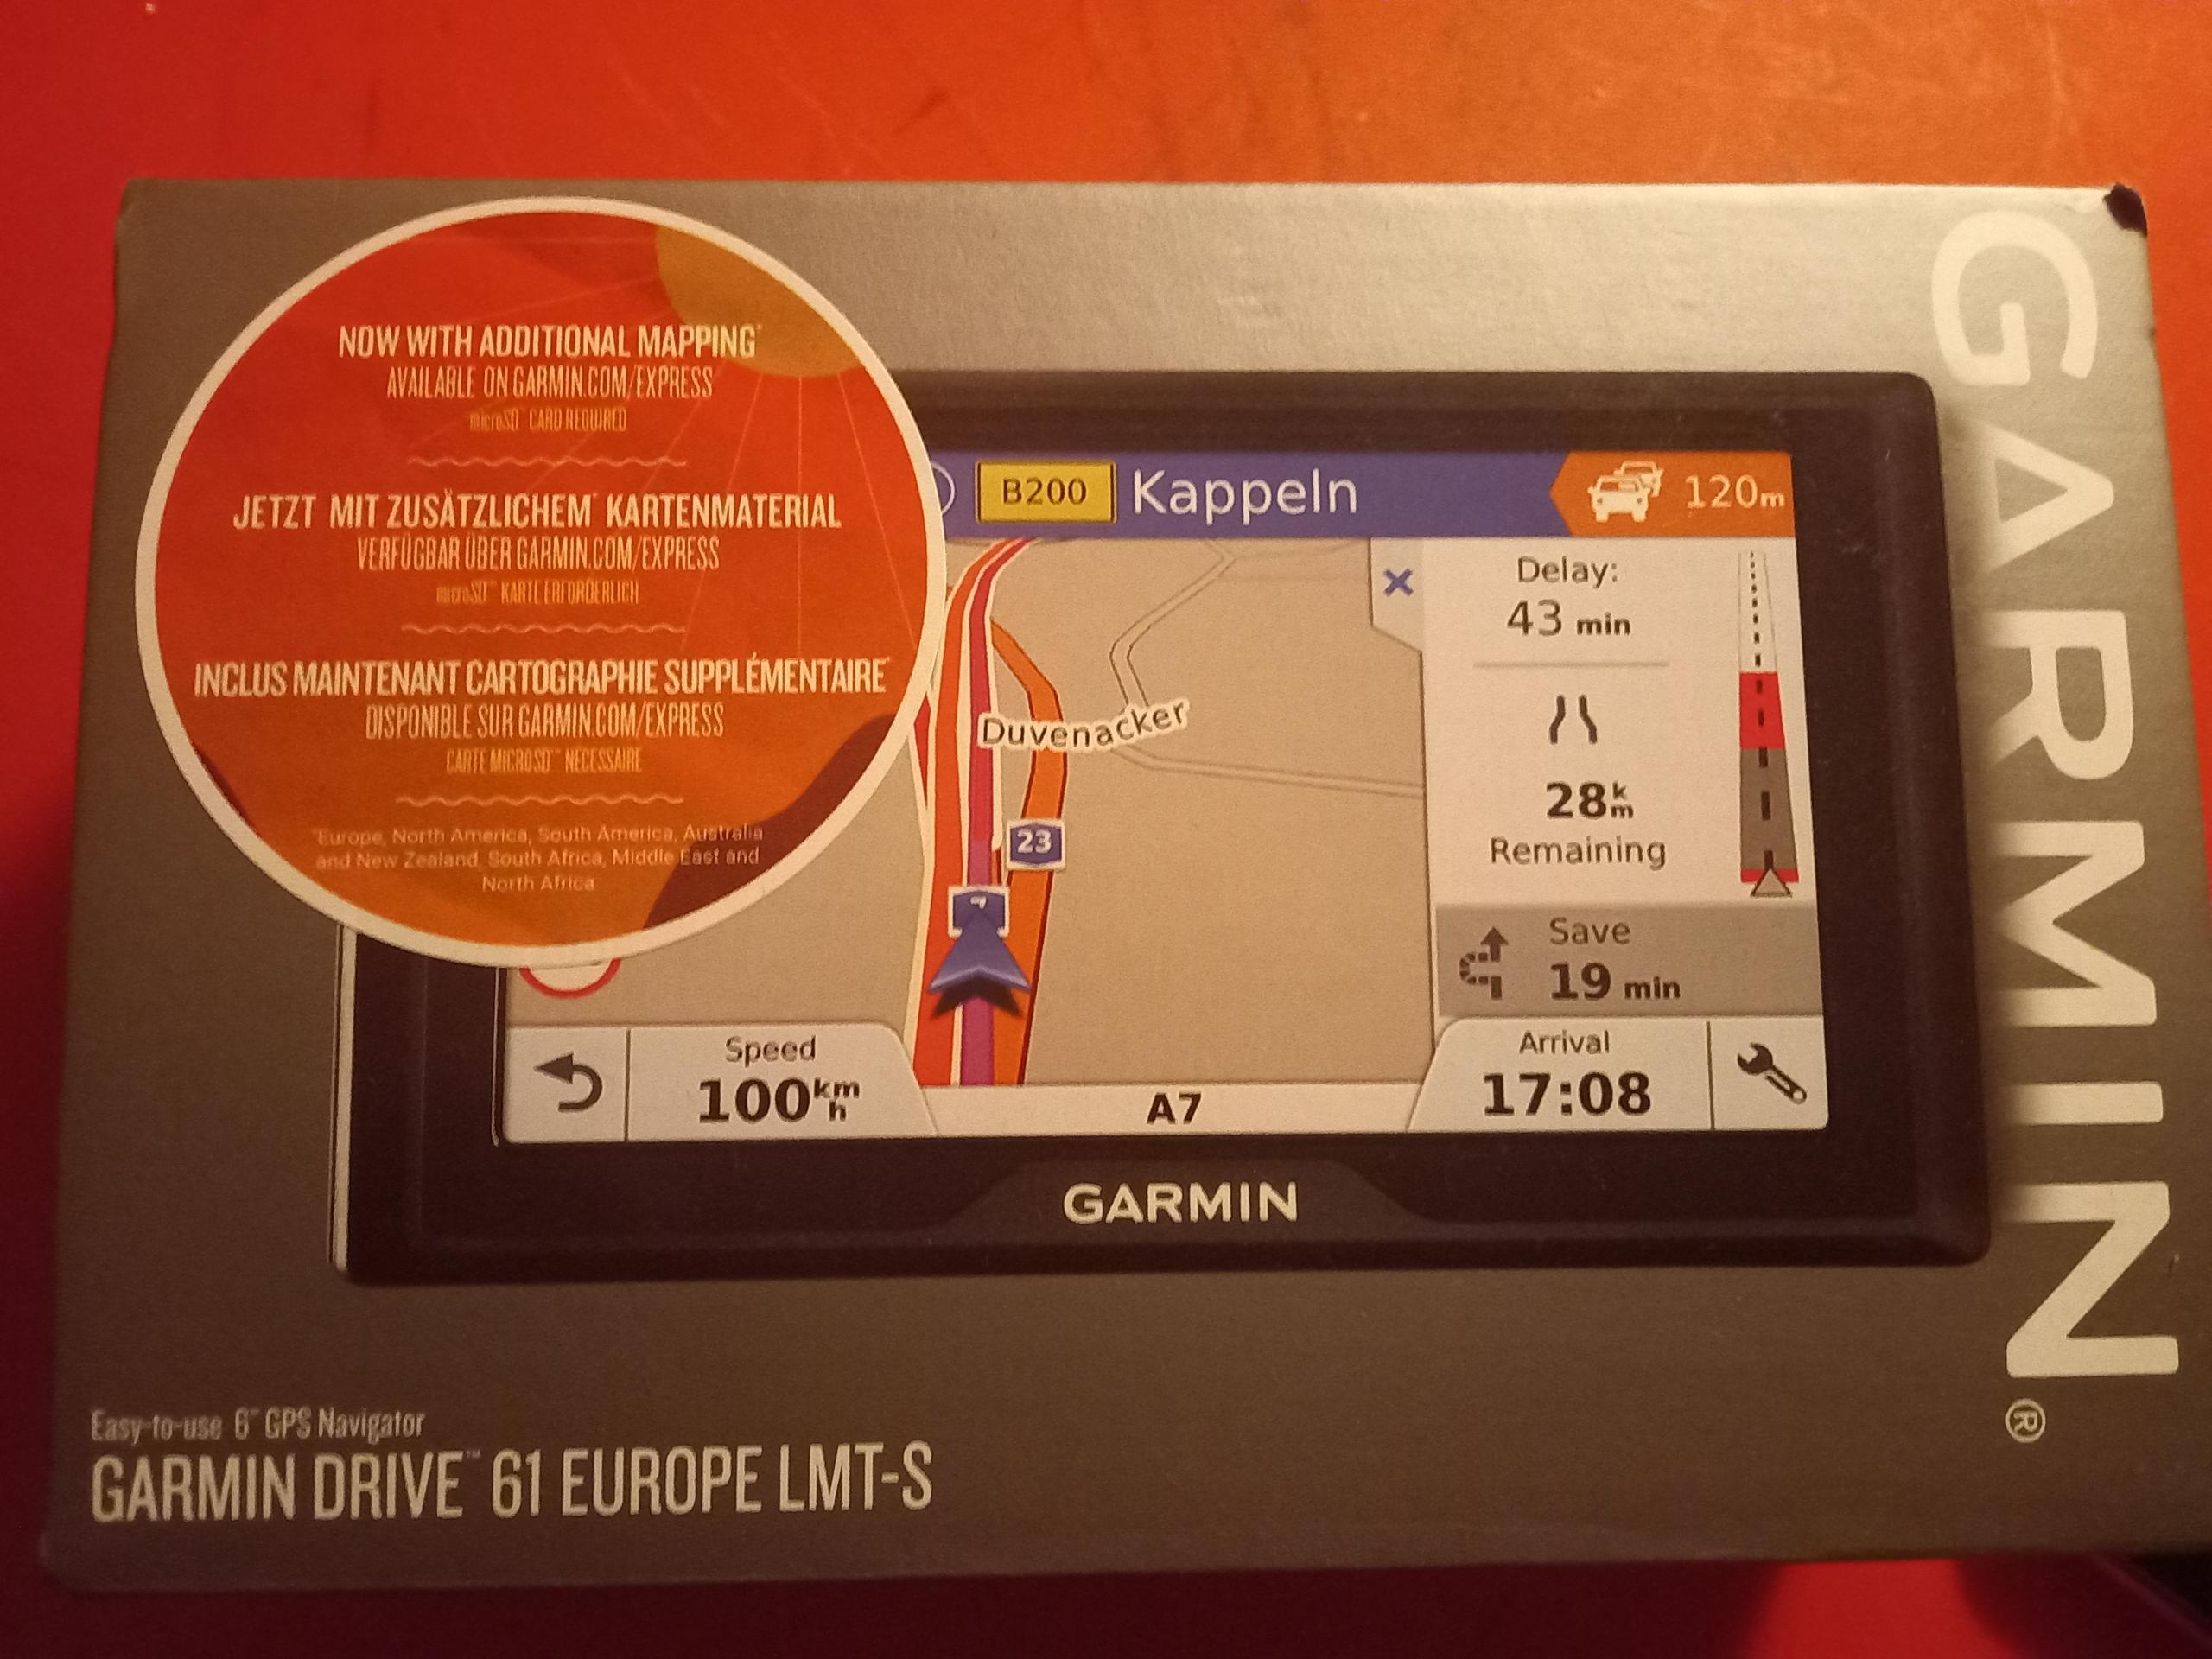 NOW WITH ADDITIONAL MAPPING*
AVAILABLE ON GARMIN.COM/EXPRESS
microSD™ CARD REQUIRED
JETZT MIT ZUSÄTZLICHEM* KARTENMATERIAL
VERFÜGBAR ÜBER GARMIN.COM/EXPRESS
microSD™ KARTE ERFORDERLICH
INCLUS MAINTENANT CARTOGRAPHIE SUPPLÉMENTAIRE*
DISPONIBLE SUR GARMIN.COM/EXPRESS
CARTE MICROSD™ NECESSAIRE
*Europe, North America, South America, Australia
and New Zealand, South Africa, Middle East and
North Africa
B200 Kappeln 120m
Delay:
43 min
28km
Remaining
Save
19 min
Duvenacker
23
7
Speed
100km/h
A7
Arrival
17:08
GARMIN
GARMIN®
Easy-to-use 6" GPS Navigator
GARMIN DRIVE™ 61 EUROPE LMT-S